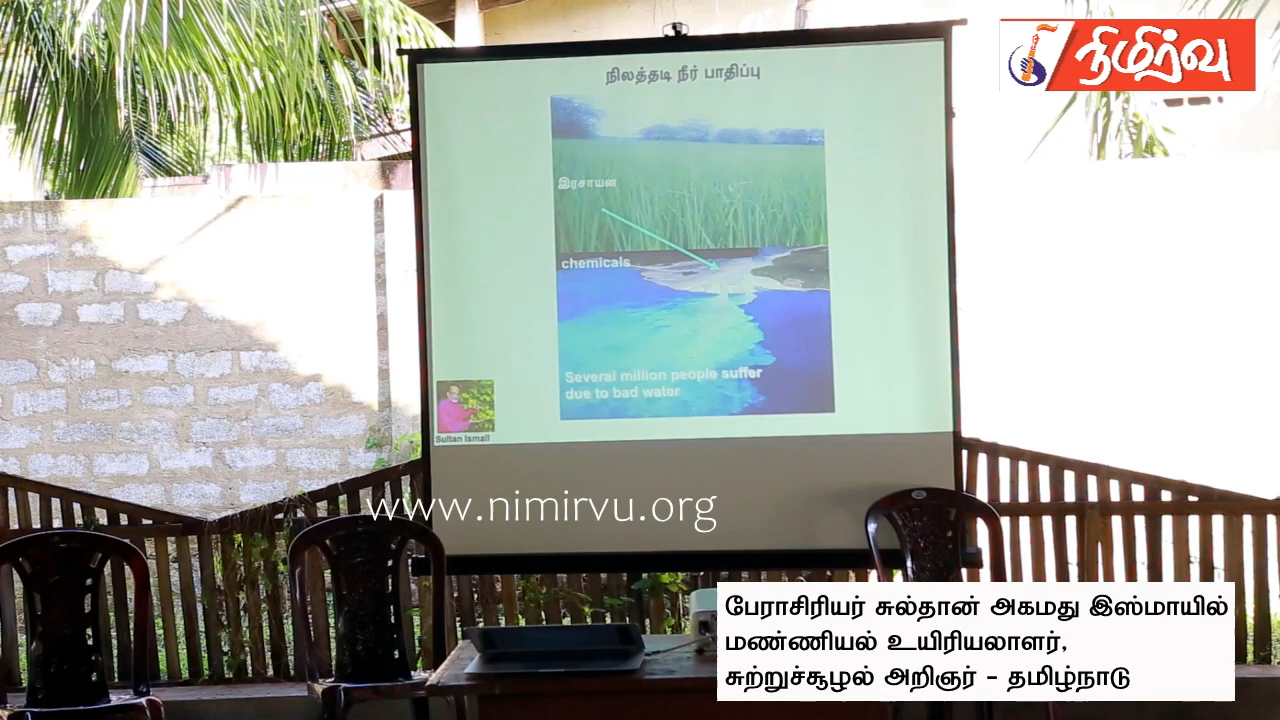 நிமிர்வு
நிலத்தடி நீர் பாதிப்பு
இரசாயன
chemicals
Several million people suffer
due to bad water
Sultan Ismail
www.nimirvu.org
பேராசிரியர் சுல்தான் அகமது இஸ்மாயில்
மண்ணியல் உயிரியலாளர்,
சுற்றுச்சூழல் அறிஞர் - தமிழ்நாடு